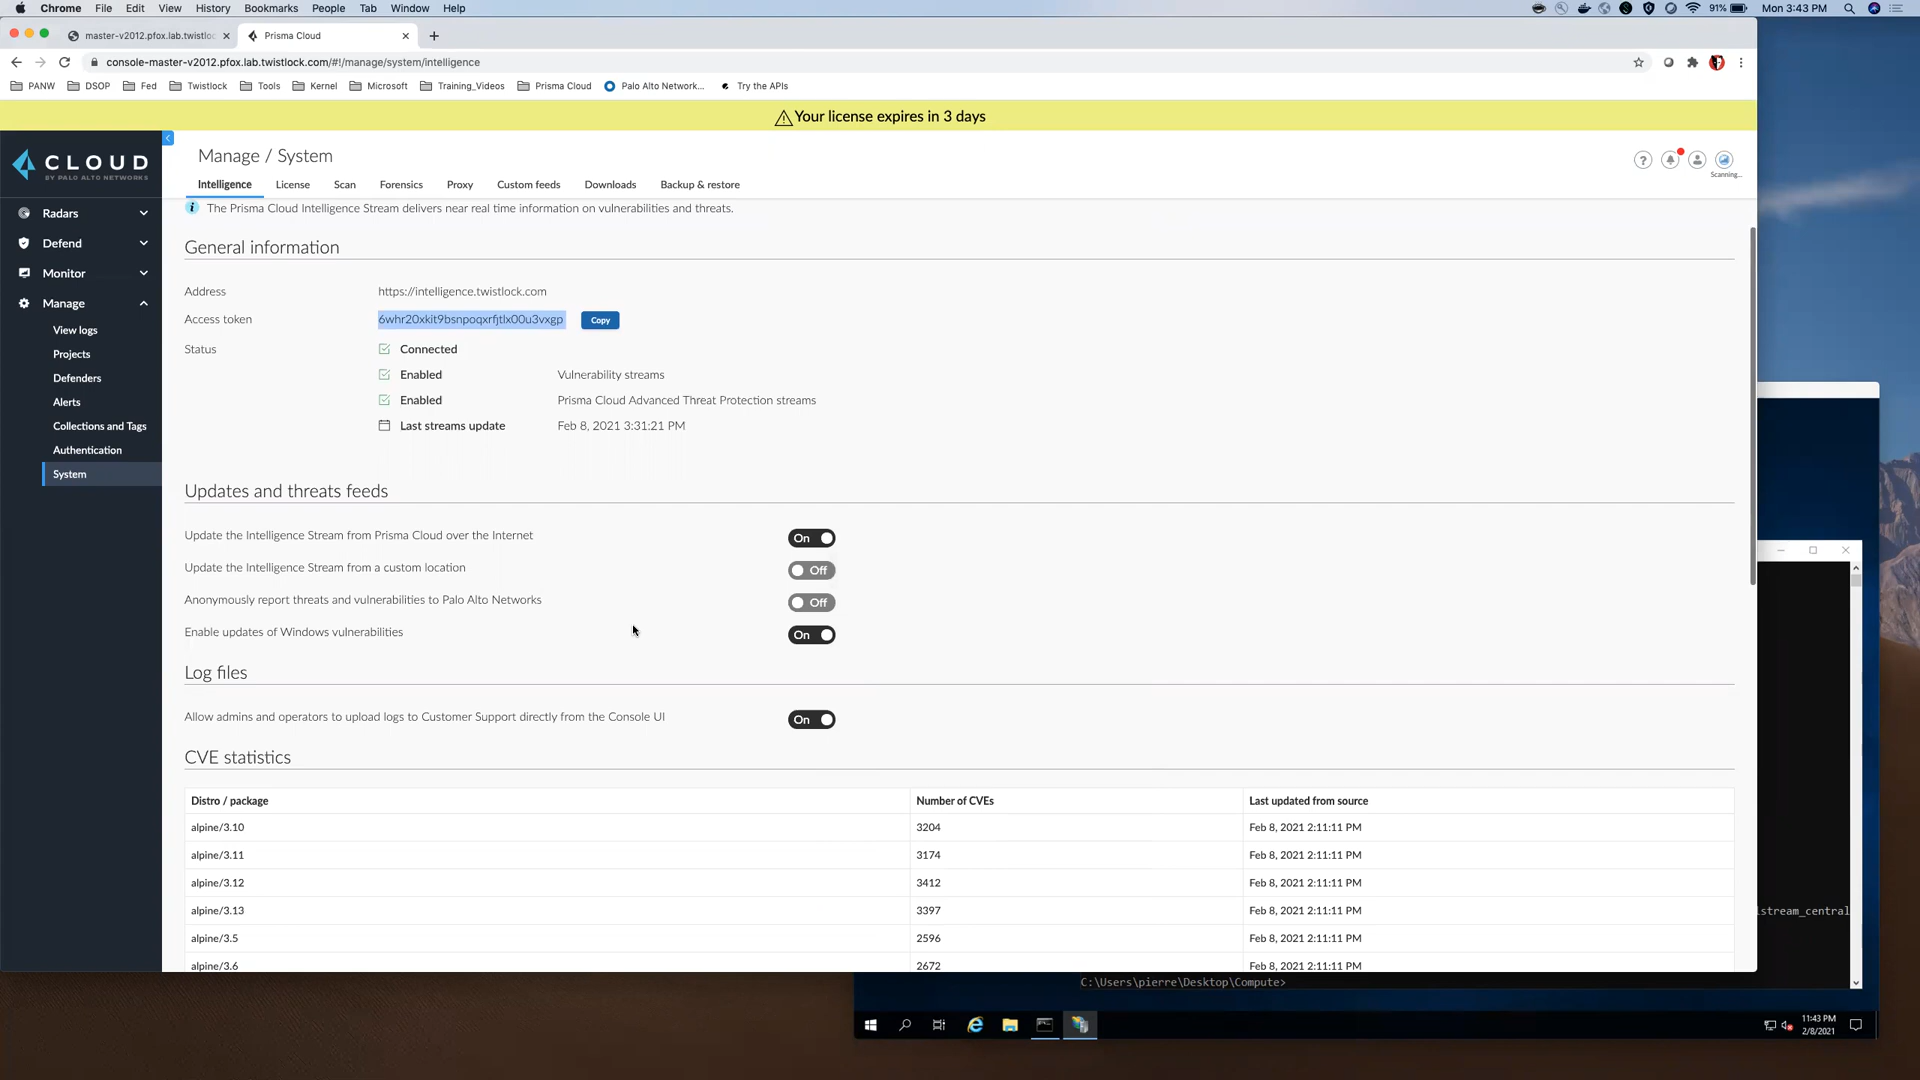 Chrome File Edit View History Bookmarks People Tab Window Help 91% Mon 3:43 PM
master-v2012.pfox.lab.twistloc Prisma Cloud
console-master-v2012.pfox.lab.twistlock.com/#!/manage/system/intelligence
PANW DSOP Fed Twistlock Tools Kernel Microsoft Training_Videos Prisma Cloud Palo Alto Network... Try the APIs
Your license expires in 3 days
CLOUD
BY PALO ALTO NETWORKS
Manage / System
Scanning...
Intelligence License Scan Forensics Proxy Custom feeds Downloads Backup & restore
Radars
Defend
Monitor
Manage
View logs
Projects
Defenders
Alerts
Collections and Tags
Authentication
System
The Prisma Cloud Intelligence Stream delivers near real time information on vulnerabilities and threats.
General information
Address https://intelligence.twistlock.com
Access token 6whr20xkit9bsnpoqxrfjtlx00u3vxgp Copy
Status Connected
Enabled Vulnerability streams
Enabled Prisma Cloud Advanced Threat Protection streams
Last streams update Feb 8, 2021 3:31:21 PM
Updates and threats feeds
Update the Intelligence Stream from Prisma Cloud over the Internet On
Update the Intelligence Stream from a custom location Off
Anonymously report threats and vulnerabilities to Palo Alto Networks Off
Enable updates of Windows vulnerabilities On
Log files
Allow admins and operators to upload logs to Customer Support directly from the Console UI On
CVE statistics
Distro / package Number of CVEs Last updated from source
alpine/3.10 3204 Feb 8, 2021 2:11:11 PM
alpine/3.11 3174 Feb 8, 2021 2:11:11 PM
alpine/3.12 3412 Feb 8, 2021 2:11:11 PM
alpine/3.13 3397 Feb 8, 2021 2:11:11 PM
alpine/3.5 2596 Feb 8, 2021 2:11:11 PM
alpine/3.6 2672 Feb 8, 2021 2:11:11 PM
lstream_central
C:\Users\pierre\Desktop\Compute>
11:43 PM
2/8/2021